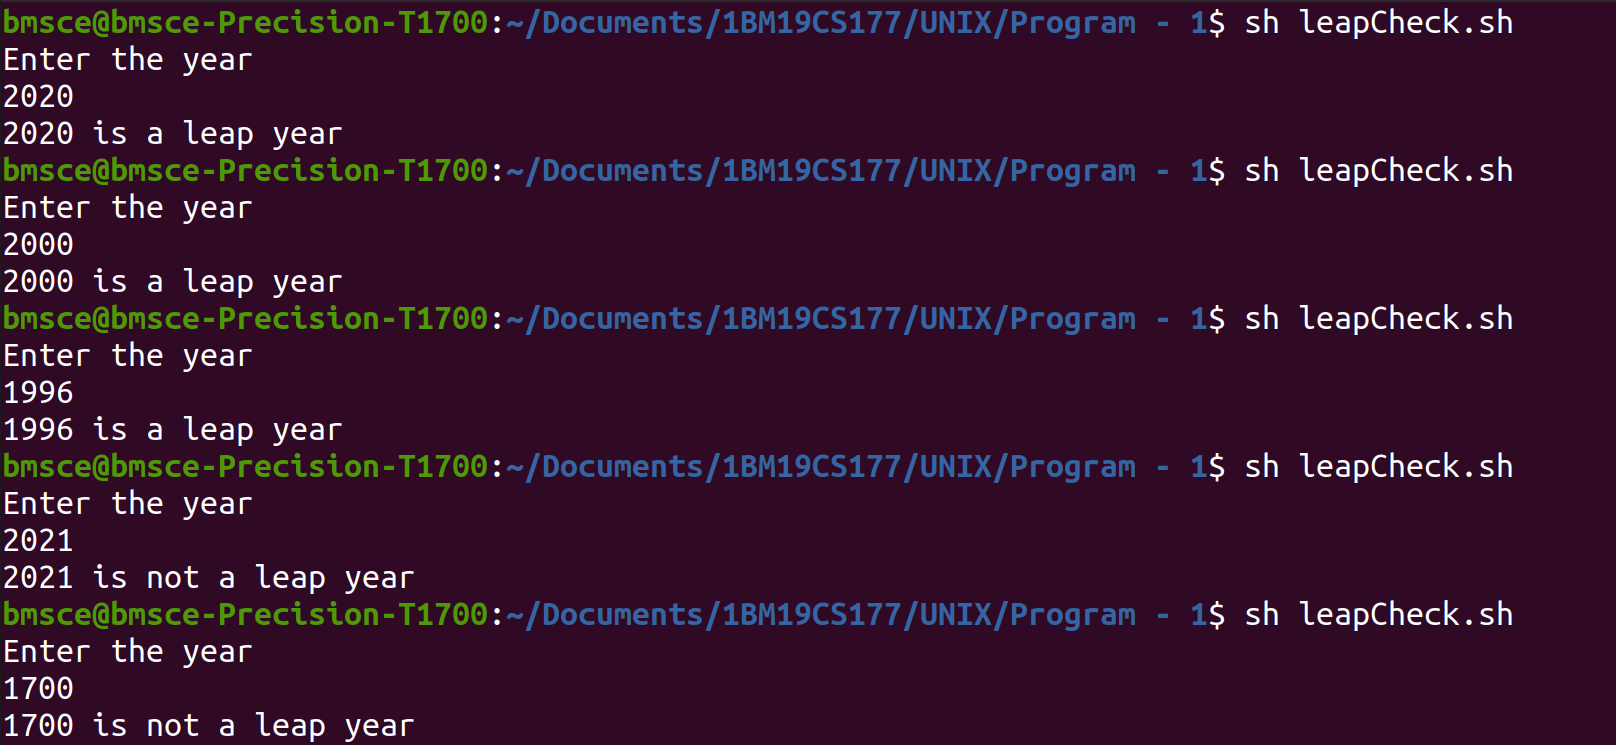 bmsce@bmsce-Precision-T1700:~/Documents/1BM19CS177/UNIX/Program - 1$ sh leapCheck.sh
Enter the year
2020
2020 is a leap year
bmsce@bmsce-Precision-T1700:~/Documents/1BM19CS177/UNIX/Program - 1$ sh leapCheck.sh
Enter the year
2000
2000 is a leap year
bmsce@bmsce-Precision-T1700:~/Documents/1BM19CS177/UNIX/Program - 1$ sh leapCheck.sh
Enter the year
1996
1996 is a leap year
bmsce@bmsce-Precision-T1700:~/Documents/1BM19CS177/UNIX/Program - 1$ sh leapCheck.sh
Enter the year
2021
2021 is not a leap year
bmsce@bmsce-Precision-T1700:~/Documents/1BM19CS177/UNIX/Program - 1$ sh leapCheck.sh
Enter the year
1700
1700 is not a leap year